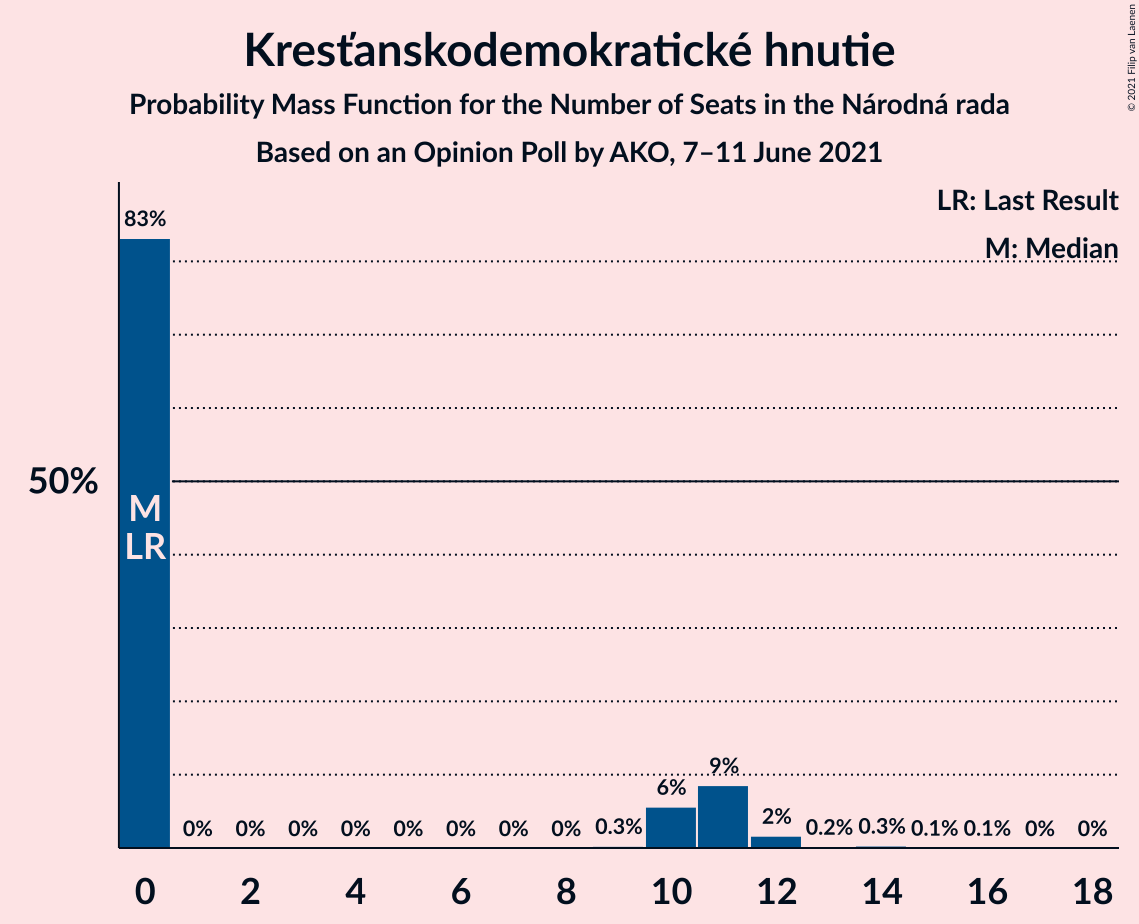 Kresťanskodemokratické hnutie
Probability Mass Function for the Number of Seats in the Národná rada
Based on an Opinion Poll by AKO, 7–11 June 2021
© 2021 Filip van Laenen
LR: Last Result
M: Median
83%
50%
M
LR
0% 0% 0% 0% 0% 0% 0% 0% 0.3% 6% 9% 2% 0.2% 0.3% 0.1% 0.1% 0% 0%
0 2 4 6 8 10 12 14 16 18